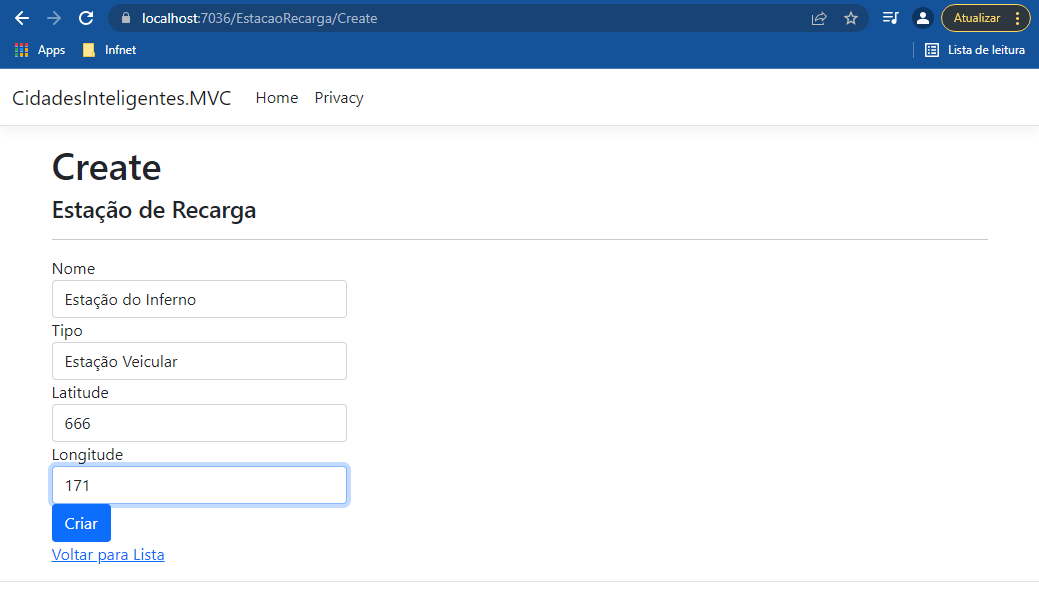 localhost:7036/EstacaoRecarga/Create
Atualizar
Apps
Infnet
Lista de leitura
CidadesInteligentes.MVC Home Privacy
Create
Estação de Recarga
Nome
Estação do Inferno
Tipo
Estação Veicular
Latitude
666
Longitude
171
Criar
Voltar para Lista